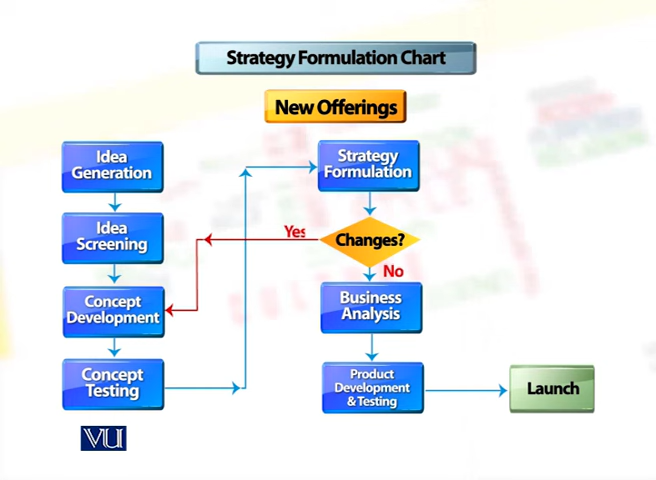 Strategy Formulation Chart
New Offerings
Idea
Generation
Idea
Screening
Concept
Development
Concept
Testing
Strategy
Formulation
Changes?
Yes
No
Business
Analysis
Product
Development
& Testing
Launch
VU